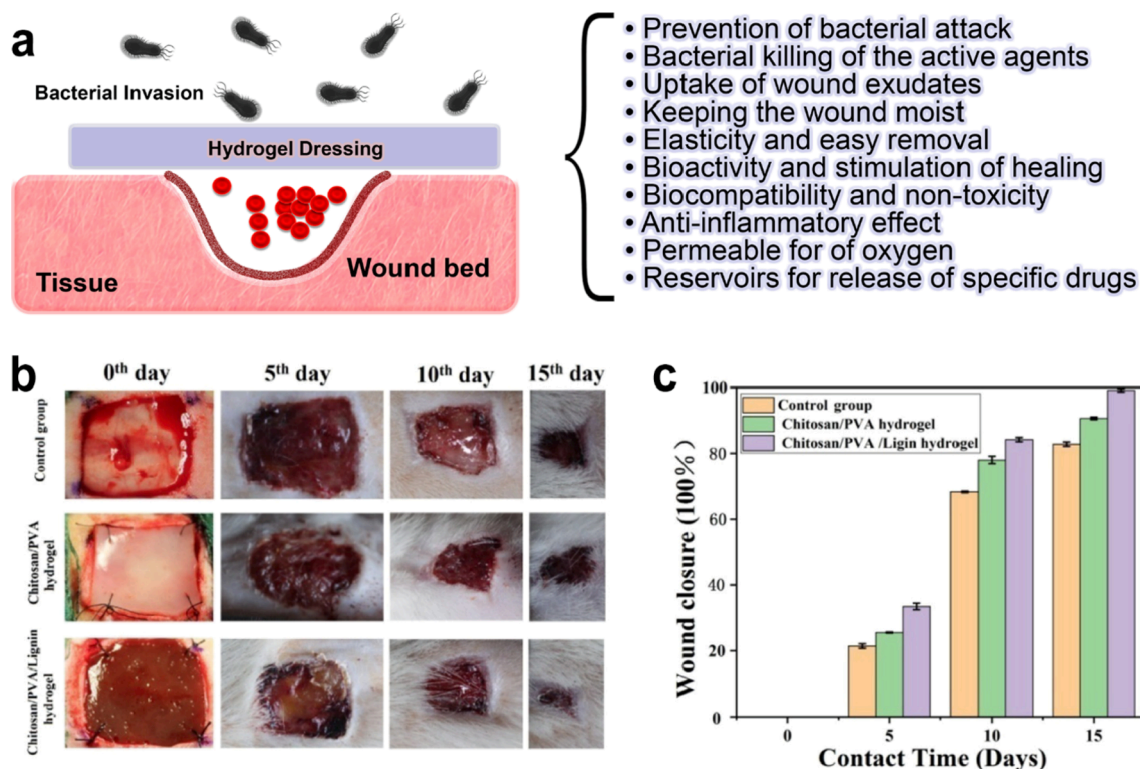 a
Bacterial Invasion
Hydrogel Dressing
Tissue
Wound bed
• Prevention of bacterial attack
• Bacterial killing of the active agents
• Uptake of wound exudates
• Keeping the wound moist
• Elasticity and easy removal
• Bioactivity and stimulation of healing
• Biocompatibility and non-toxicity
• Anti-inflammatory effect
• Permeable for of oxygen
• Reservoirs for release of specific drugs
b
0th day
5th day
10th day
15th day
Control group
Chitosan/PVA
hydrogel
Chitosan/PVA/Lignin
hydrogel
c
Control group
Chitosan/PVA hydrogel
Chitosan/PVA /Ligin hydrogel
Wound closure (100%)
100
80
60
40
20
0
0
5
10
15
Contact Time (Days)